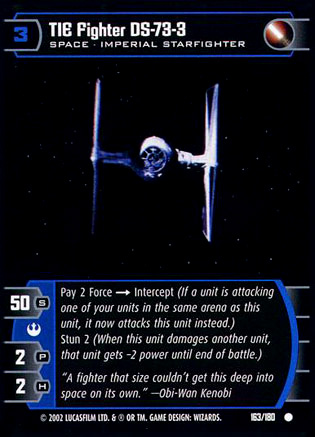 3
TIE Fighter DS-73-3
SPACE · IMPERIAL STARFIGHTER
50 S
Pay 2 Force → Intercept (If a unit is attacking
one of your units in the same arena as this
unit, it now attacks this unit instead.)
2 P
Stun 2 (When this unit damages another unit,
that unit gets –2 power until end of battle.)
2 H
"A fighter that size couldn't get this deep into
space on its own." —Obi-Wan Kenobi
© 2002 LUCASFILM LTD. & ® OR TM. GAME DESIGN: WIZARDS. 163/180